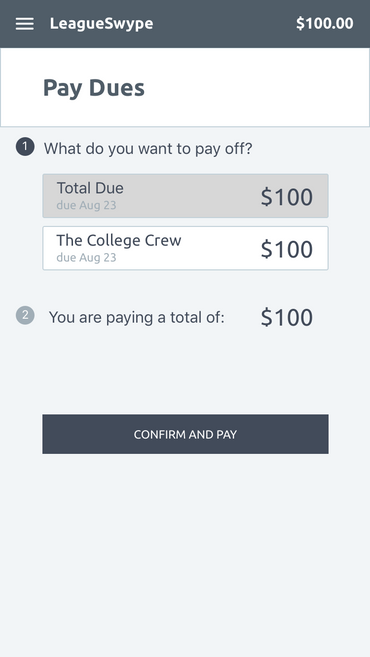 LeagueSwype $100.00
Pay Dues
1 What do you want to pay off?
Total Due $100
due Aug 23
The College Crew $100
due Aug 23
2 You are paying a total of: $100
CONFIRM AND PAY